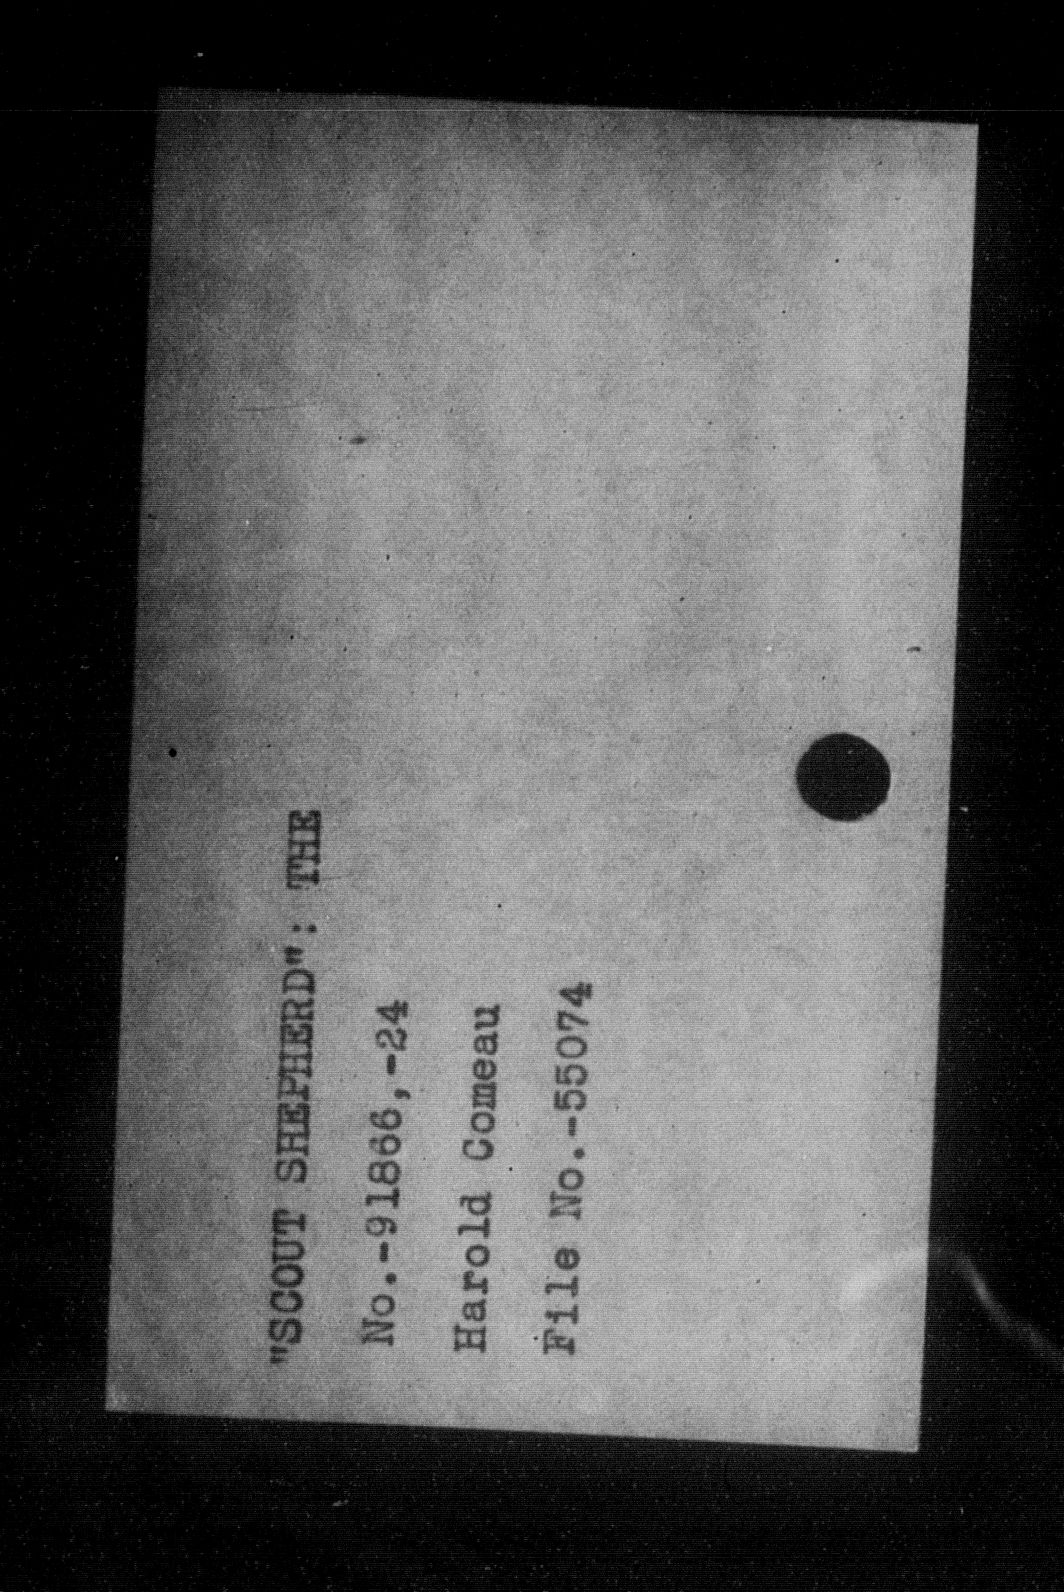 "SCOUT SHEPHERD": THE
No.-91866,-24
Harold Comeau
File No.-55074